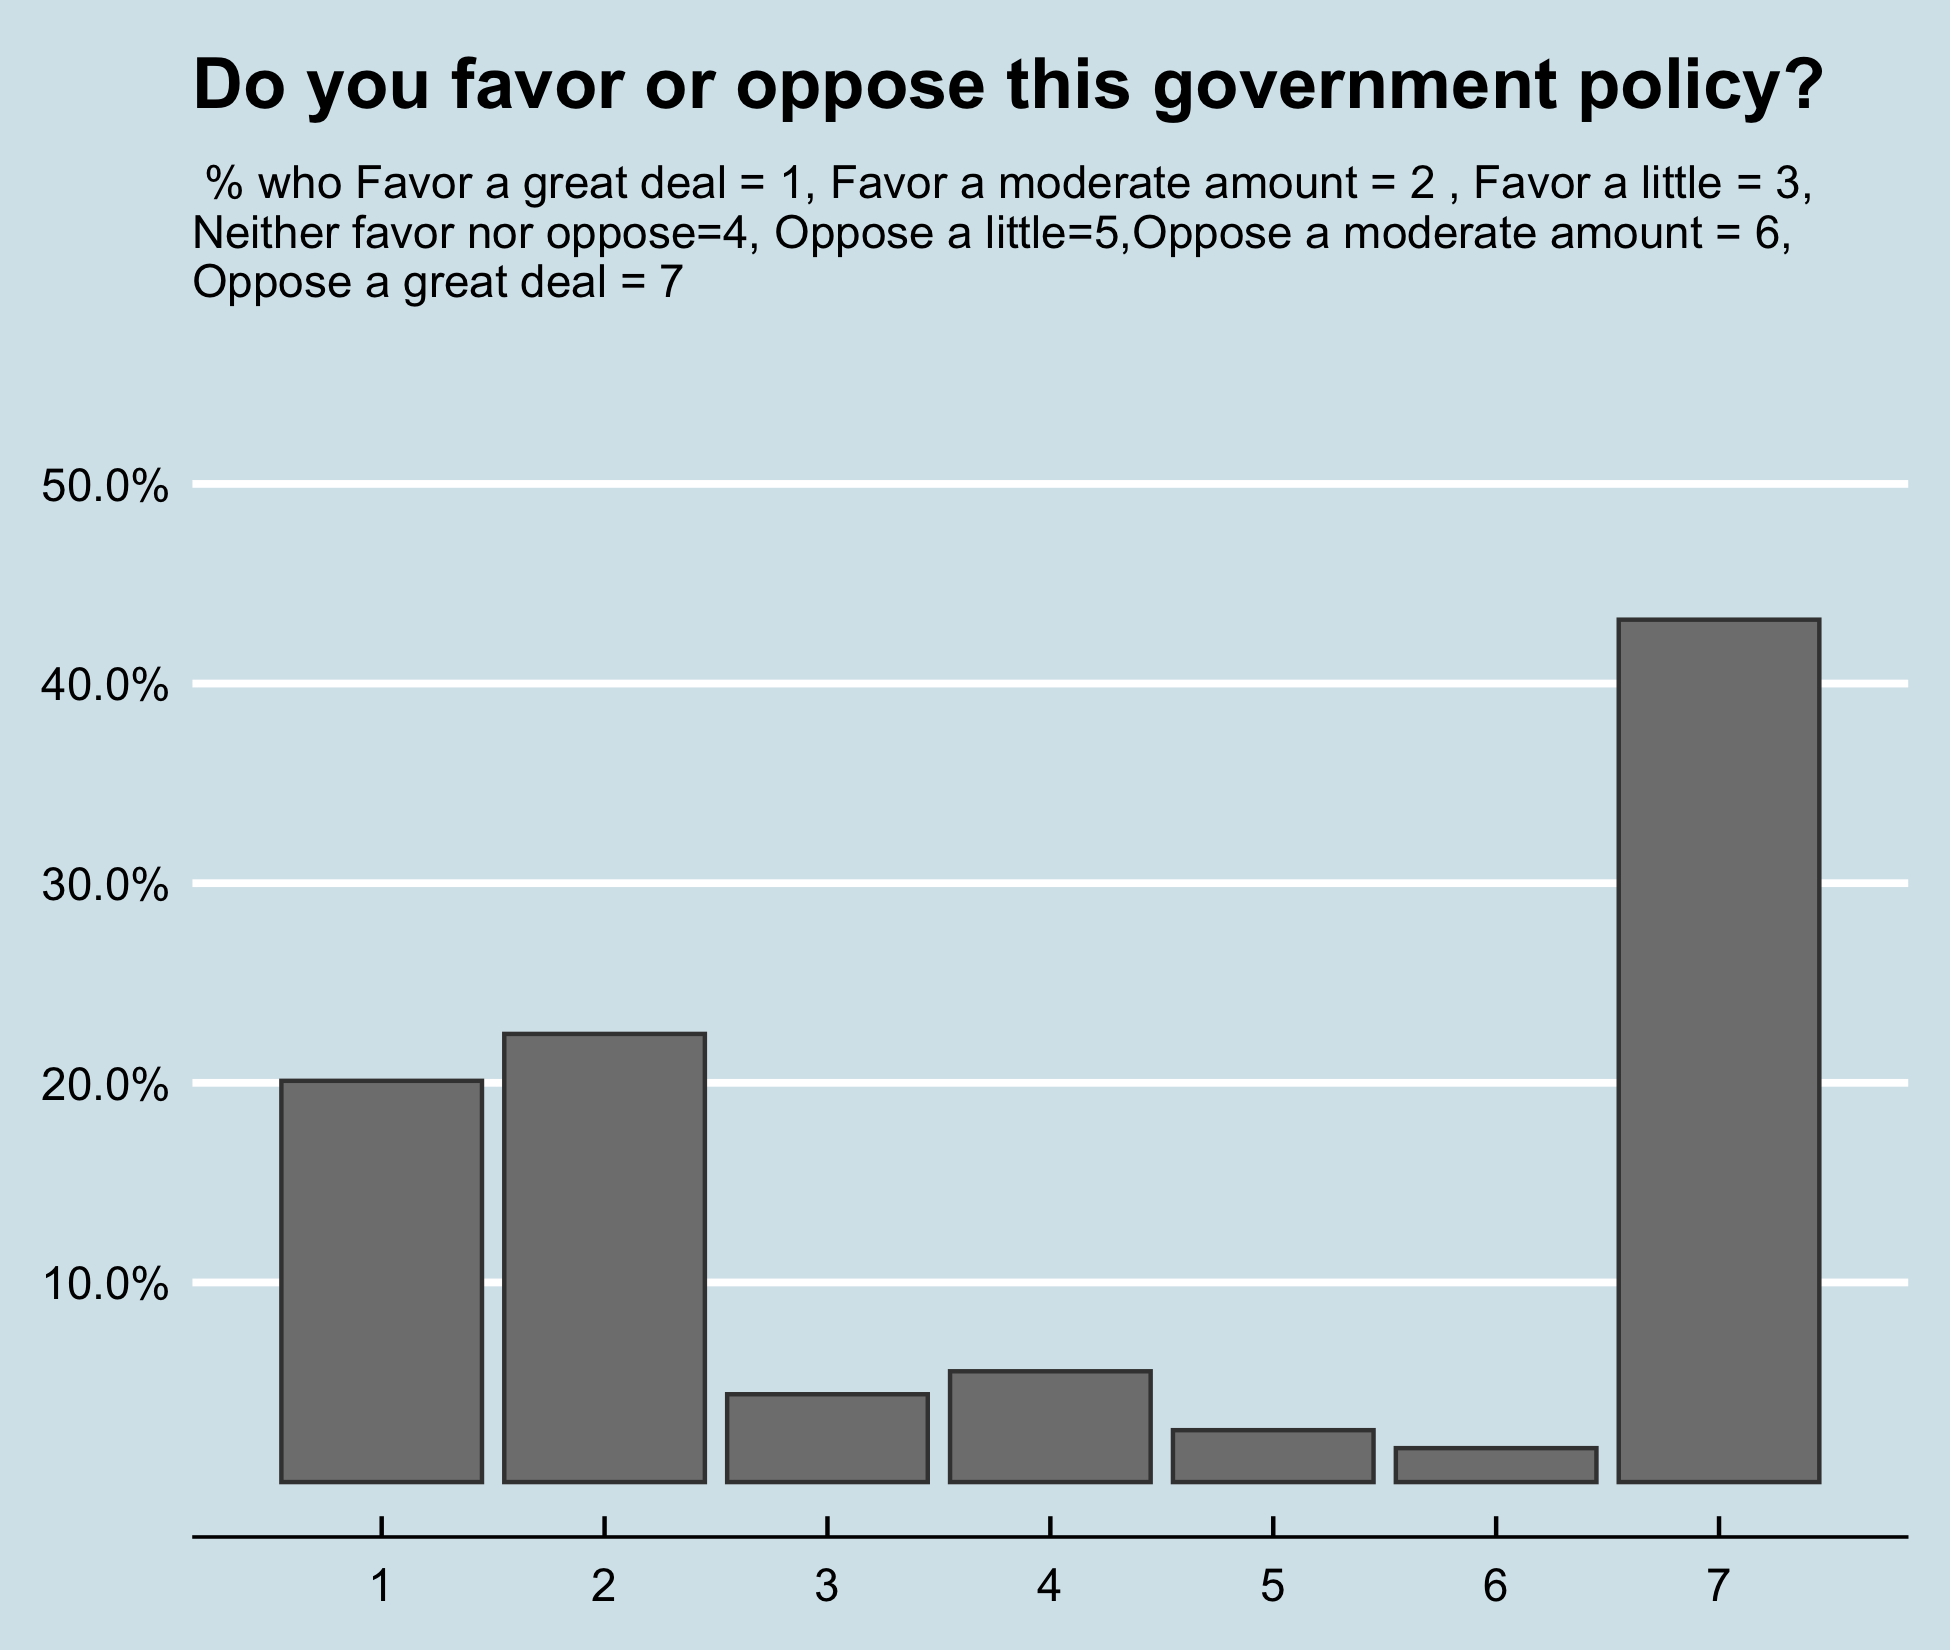 Do you favor or oppose this government policy?
% who Favor a great deal = 1, Favor a moderate amount = 2 , Favor a little = 3,
Neither favor nor oppose=4, Oppose a little=5,Oppose a moderate amount = 6,
Oppose a great deal = 7
50.0%
40.0%
30.0%
20.0%
10.0%
1 2 3 4 5 6 7